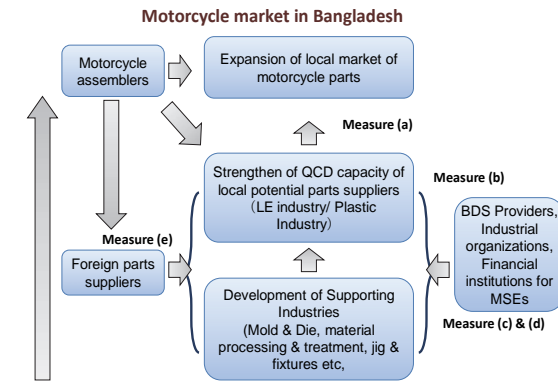 Motorcycle market in Bangladesh
Motorcycle
assemblers
Expansion of local market of
motorcycle parts
Measure (a)
Strengthen of QCD capacity of
local potential parts suppliers
(LE industry/ Plastic
Industry)
Measure (b)
BDS Providers,
Industrial
organizations,
Financial
institutions for
MSEs
Measure (c) & (d)
Measure (e)
Foreign parts
suppliers
Development of Supporting
Industries
(Mold & Die, material
processing & treatment, jig &
fixtures etc,